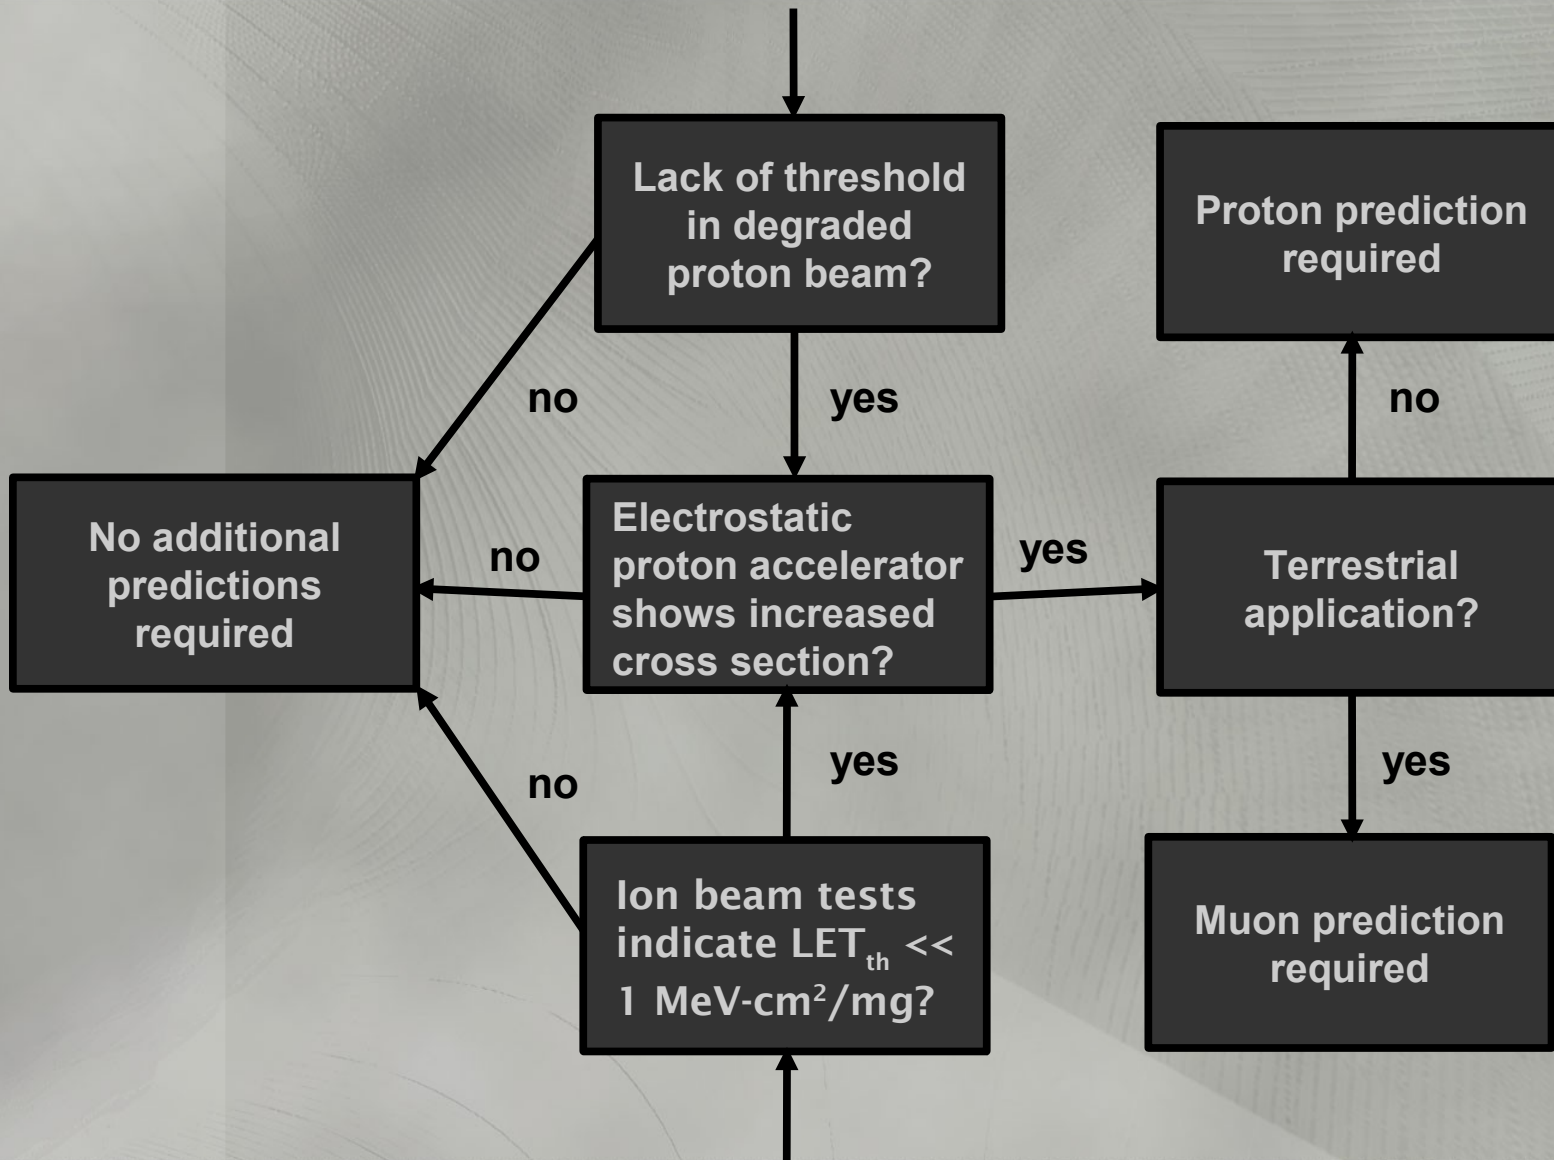 Lack of threshold
in degraded
proton beam?
Proton prediction
required
no
yes
no
No additional
predictions
required
no
Electrostatic
proton accelerator
shows increased
cross section?
yes
Terrestrial
application?
no
yes
yes
Ion beam tests
indicate LET_th <<
1 MeV-cm²/mg?
Muon prediction
required